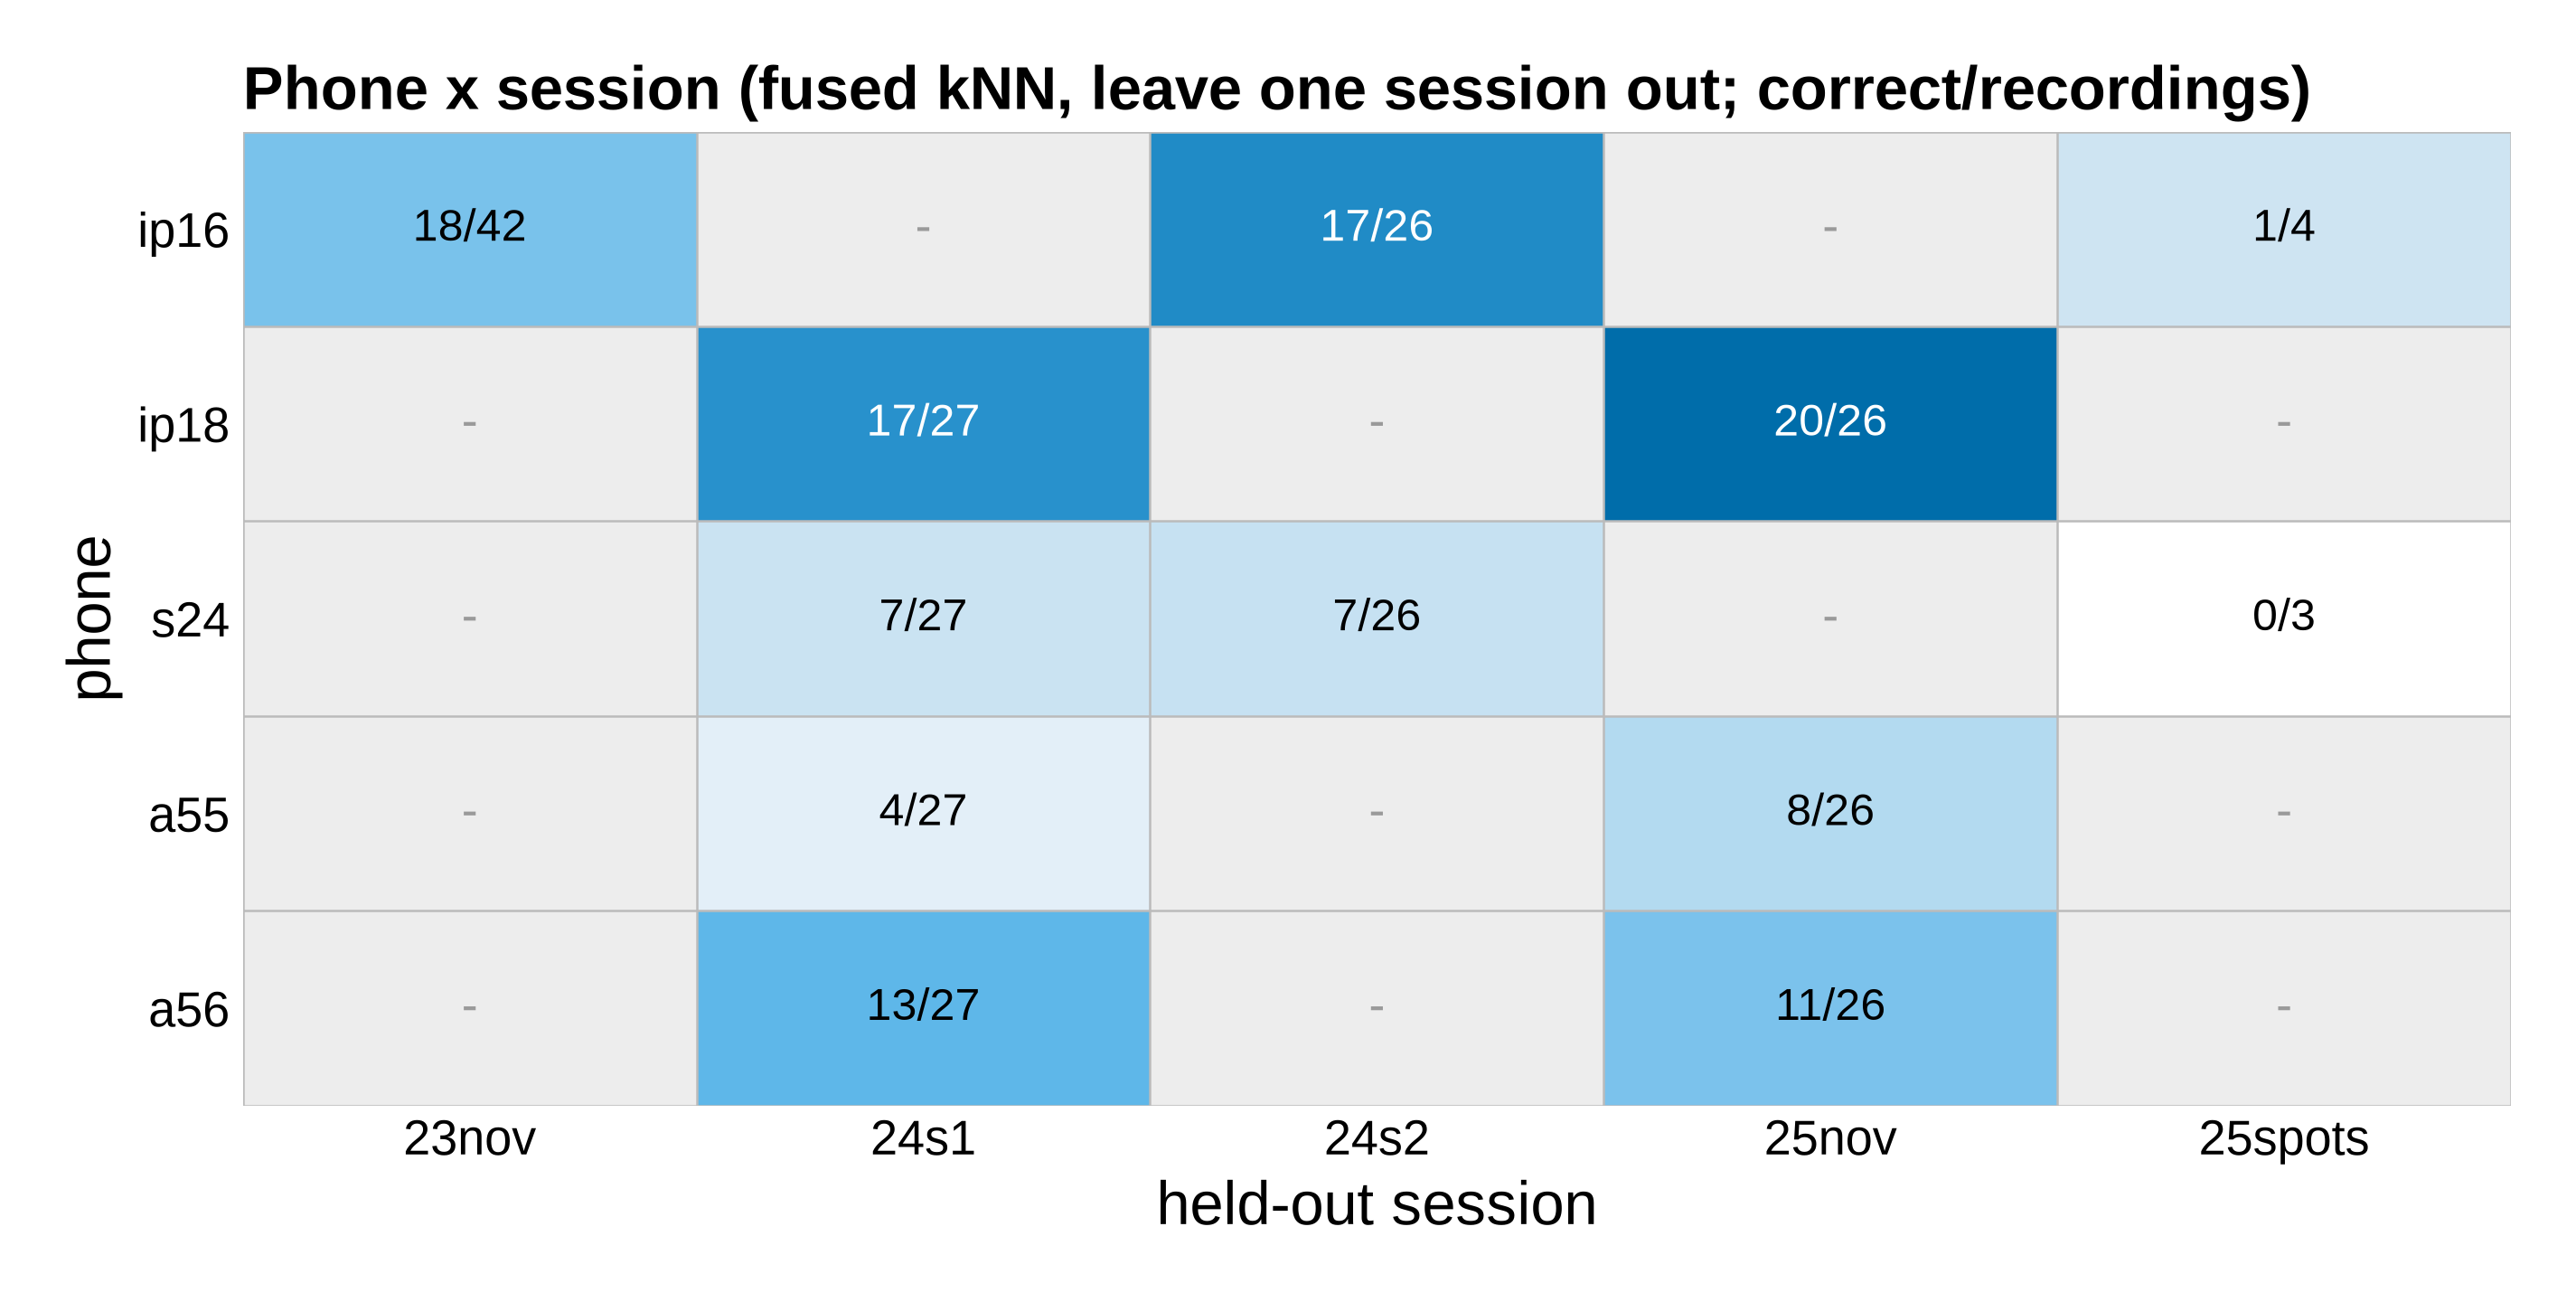 Phone x session (fused kNN, leave one session out; correct/recordings)
ip16 18/42 - 17/26 - 1/4
ip18 - 17/27 - 20/26 -
s24 - 7/27 7/26 - 0/3
a55 - 4/27 - 8/26 -
a56 - 13/27 - 11/26 -
phone
23nov 24s1 24s2 25nov 25spots
held-out session